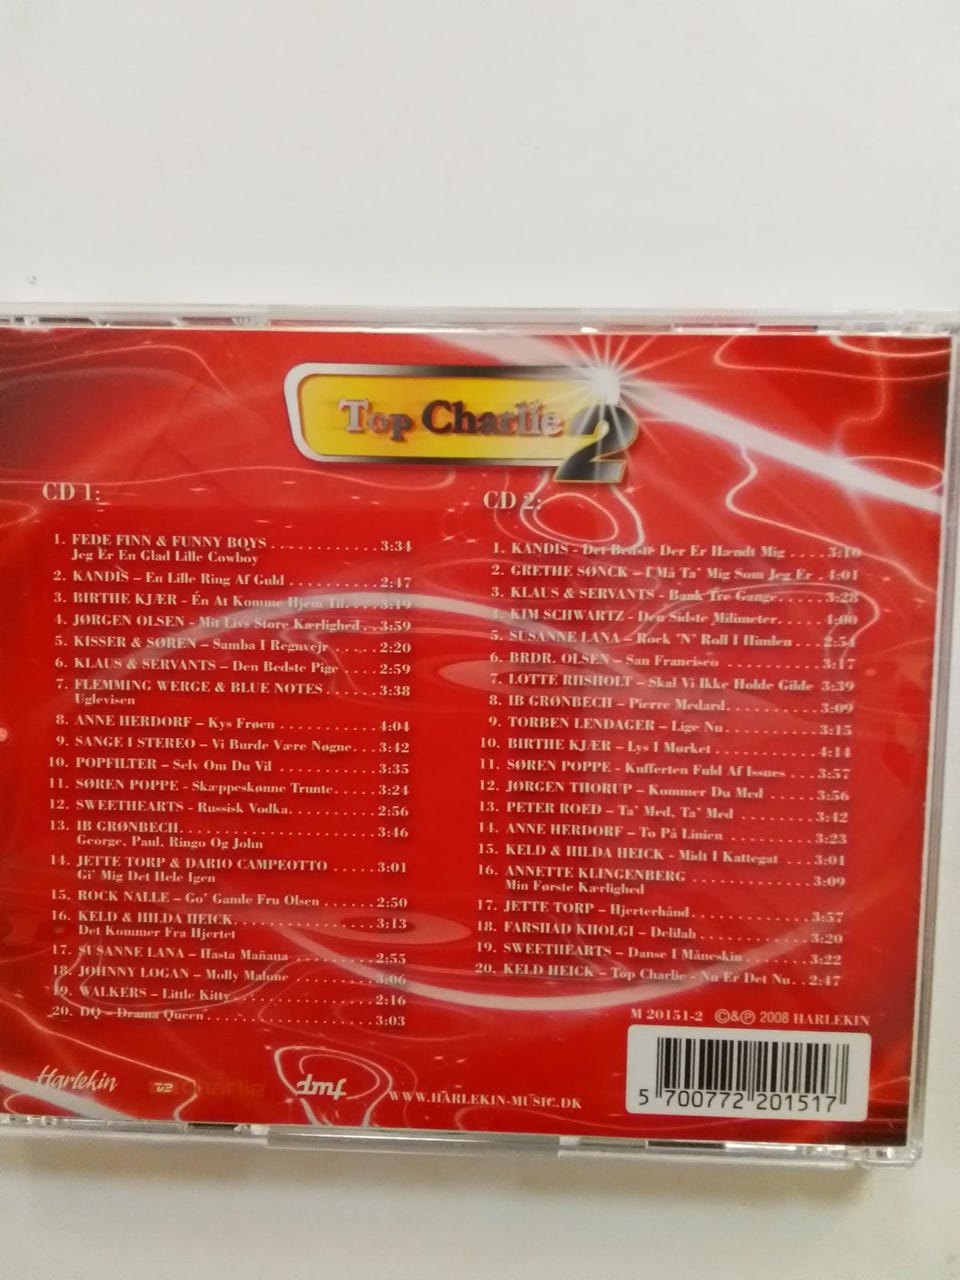 Top Charlie 2
CD 1:
1. FEDE FINN & FUNNY BOYS ............ 3:34
Jeg Er En Glad Lille Cowboy
2. KANDIS – En Lille Ring Af Guld .......... 2:47
3. BIRTHE KJÆR – Én At Komme Hjem Til. ... 3:19
4. JØRGEN OLSEN – Mit Livs Store Kærlighed .. 3:59
5. KISSER & SØREN – Samba I Regnvejr ...... 2:20
6. KLAUS & SERVANTS – Den Bedste Pige ..... 2:59
7. FLEMMING WERGE & BLUE NOTES ....... 3:38
Uglevisen
8. ANNE HERDORF – Kys Frøen ........... 4:04
9. SANGE I STEREO – Vi Burde Være Nøgne... 3:42
10. POPFILTER – Selv Om Du Vil ........... 3:35
11. SØREN POPPE – Skæppeskønne Trunte..... 3:24
12. SWEETHEARTS – Russisk Vodka.......... 2:56
13. IB GRØNBECH. ................... 3:46
George, Paul, Ringo Og John
14. JETTE TORP & DARIO CAMPEOTTO ..... 3:01
Gi' Mig Det Hele Igen
15. ROCK NALLE – Go' Gamle Fru Olsen ...... 2:50
16. KELD & HILDA HEICK. .............. 3:13
Det Kommer Fra Hjertet
17. SUSANNE LANA – Hasta Mañana ......... 2:55
18. JOHNNY LOGAN – Molly Malone ......... 3:06
19. WALKERS – Little Kitty............... 2:16
20. DQ – Drama Queen ................. 3:03
CD 2:
1. KANDIS – Det Bedste Der Er Hændt Mig .... 3:10
2. GRETHE SØNCK – I Må Ta' Mig Som Jeg Er . 4:01
3. KLAUS & SERVANTS – Bank Tre Gange..... 3:28
4. KIM SCHWARTZ – Den Sidste Milimeter..... 4:00
5. SUSANNE LANA – Rock 'N' Roll I Himlen ... 2:54
6. BRDR. OLSEN – San Francisco .......... 3:17
7. LOTTE RIISHOLT – Skal Vi Ikke Holde Gilde 3:39
8. IB GRØNBECH – Pierre Medard.......... 3:09
9. TORBEN LENDAGER – Lige Nu.......... 3:15
10. BIRTHE KJÆR – Lys I Mørket ........... 4:14
11. SØREN POPPE – Kufferten Fuld Af Issues ... 3:57
12. JØRGEN THORUP – Kommer Du Med ..... 3:56
13. PETER ROED – Ta' Med, Ta' Med ........ 3:42
14. ANNE HERDORF – To På Linien ......... 3:23
15. KELD & HILDA HEICK – Midt I Kattegat ... 3:01
16. ANNETTE KLINGENBERG ............ 3:09
Min Første Kærlighed
17. JETTE TORP – Hjerterbånd............. 3:57
18. FARSHAD KHOLGI – Delilah............ 3:20
19. SWEETHEARTS – Danse I Måneskin....... 3:22
20. KELD HEICK – Top Charlie – Nu Er Det Nu.. 2:47
M 20151-2 ©&℗ 2008 HARLEKIN
Harlekin TV2 charlie dmf WWW.HARLEKIN-MUSIC.DK
5 700772 201517